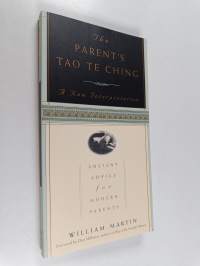 The
PARENT'S
TAO TE CHING
A New Interpretation
ANCIENT
ADVICE
for
MODERN
PARENTS
WILLIAM MARTIN